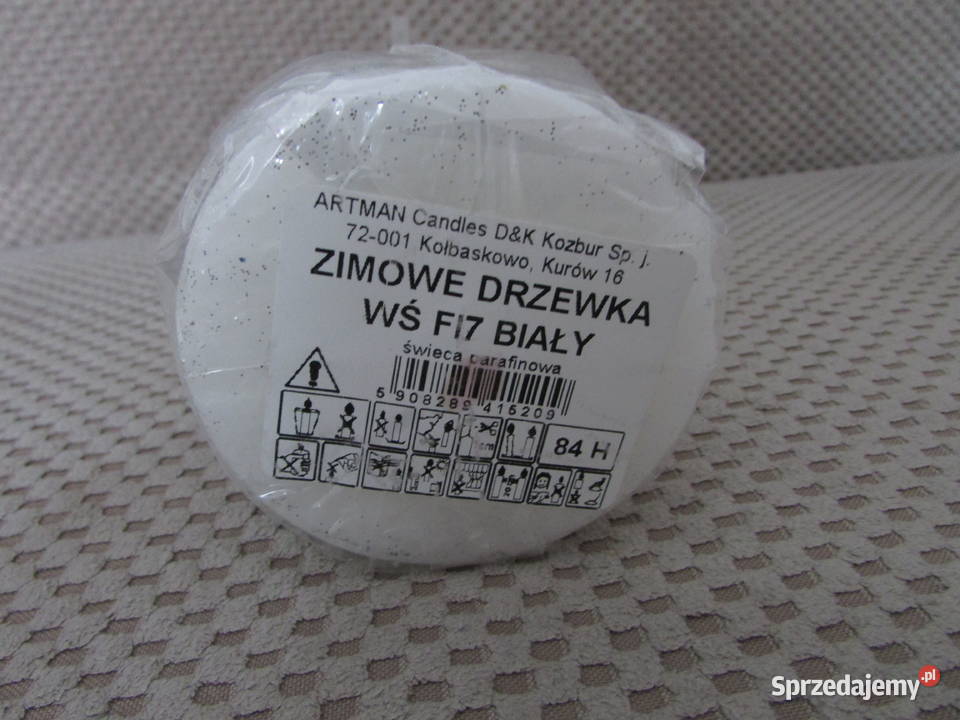 ARTMAN Candles D&K Kozbur Sp. j.
72-001 Kołbaskowo, Kurów 16
ZIMOWE DRZEWKA
WŚ FI7 BIAŁY
świeca parafinowa
5 908289 415209
84 H
Sprzedajemy.pl